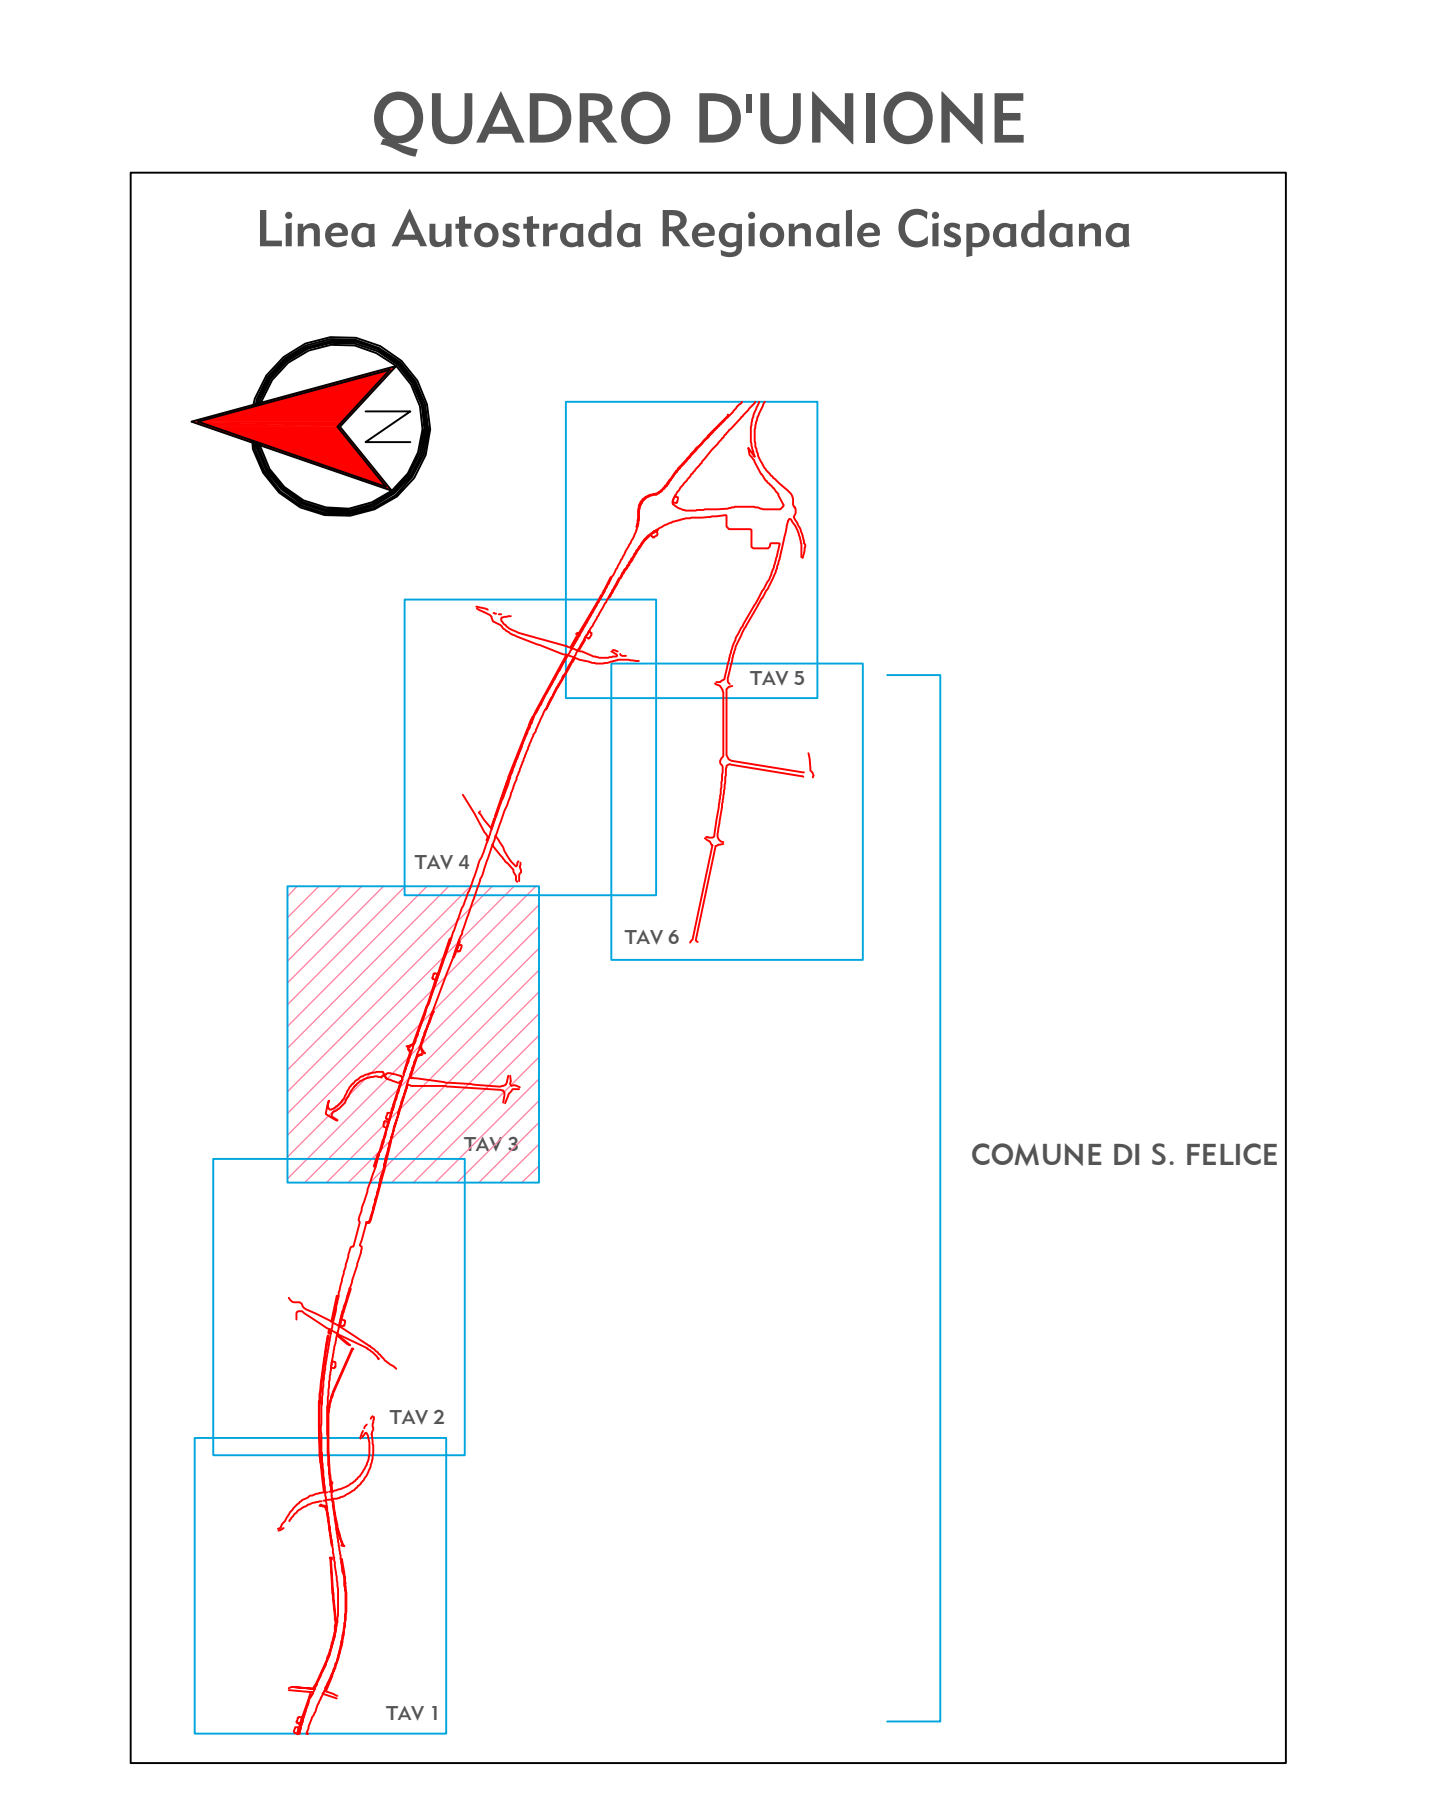 QUADRO D'UNIONE
Linea Autostrada Regionale Cispadana
N
TAV 5
TAV 4
TAV 6
TAV 3
COMUNE DI S. FELICE
TAV 2
TAV 1